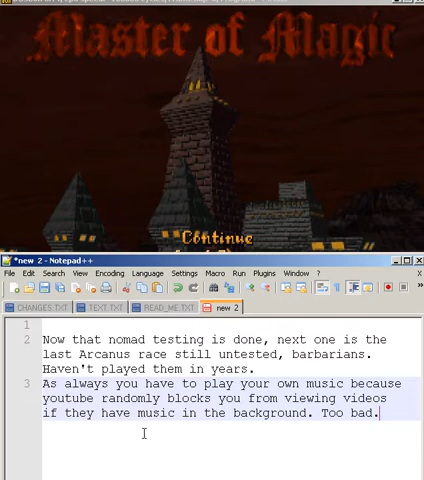 Master of Magic
Continue
*new 2 - Notepad++
File Edit Search View Encoding Language Settings Macro Run Plugins Window ?
CHANGES.TXT TEXT.TXT READ_ME.TXT new 2
1
2 Now that nomad testing is done, next one is the
last Arcanus race still untested, barbarians.
Haven't played them in years.
3 As always you have to play your own music because
youtube randomly blocks you from viewing videos
if they have music in the background. Too bad.